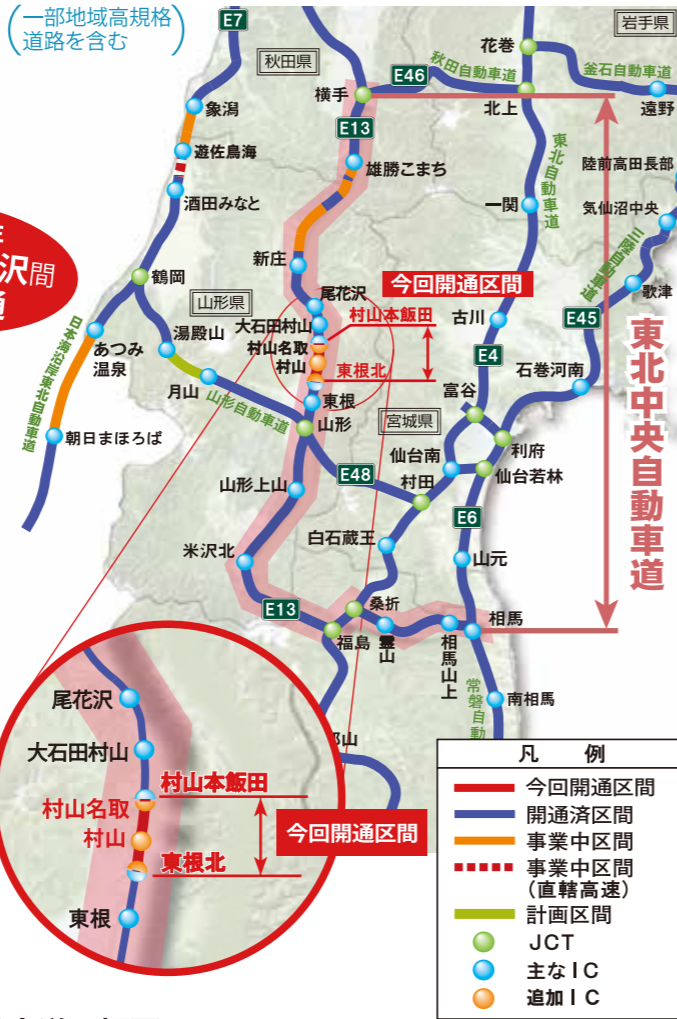 (一部地域高規格
道路を含む)
沢間
E7
秋田県
岩手県
花巻
横手
E46
秋田自動車道
釜石自動車道
北上
遠野
象潟
E13
東北自動車道
陸前高田長部
遊佐鳥海
雄勝こまち
酒田みなと
一関
気仙沼中央
三陸自動車道
新庄
鶴岡
尾花沢
今回開通区間
歌津
山形県
大石田村山
村山本飯田
古川
E45
日本海沿岸東北自動車道
湯殿山
村山名取
村山
E4
石巻河南
あつみ
温泉
東根北
富谷
月山
山形自動車道
東根
宮城県
東北中央自動車道
朝日まほろば
山形
仙台南
利府
E48
村田
仙台若林
山形上山
E6
白石蔵王
山元
米沢北
E13
桑折
相馬
福島
霊山
相馬山上
常磐自動
南相馬
郡山
尾花沢
大石田村山
村山本飯田
村山名取
村山
今回開通区間
東根北
東根
凡例
今回開通区間
開通済区間
事業中区間
事業中区間
(直轄高速)
計画区間
JCT
主なIC
追加IC